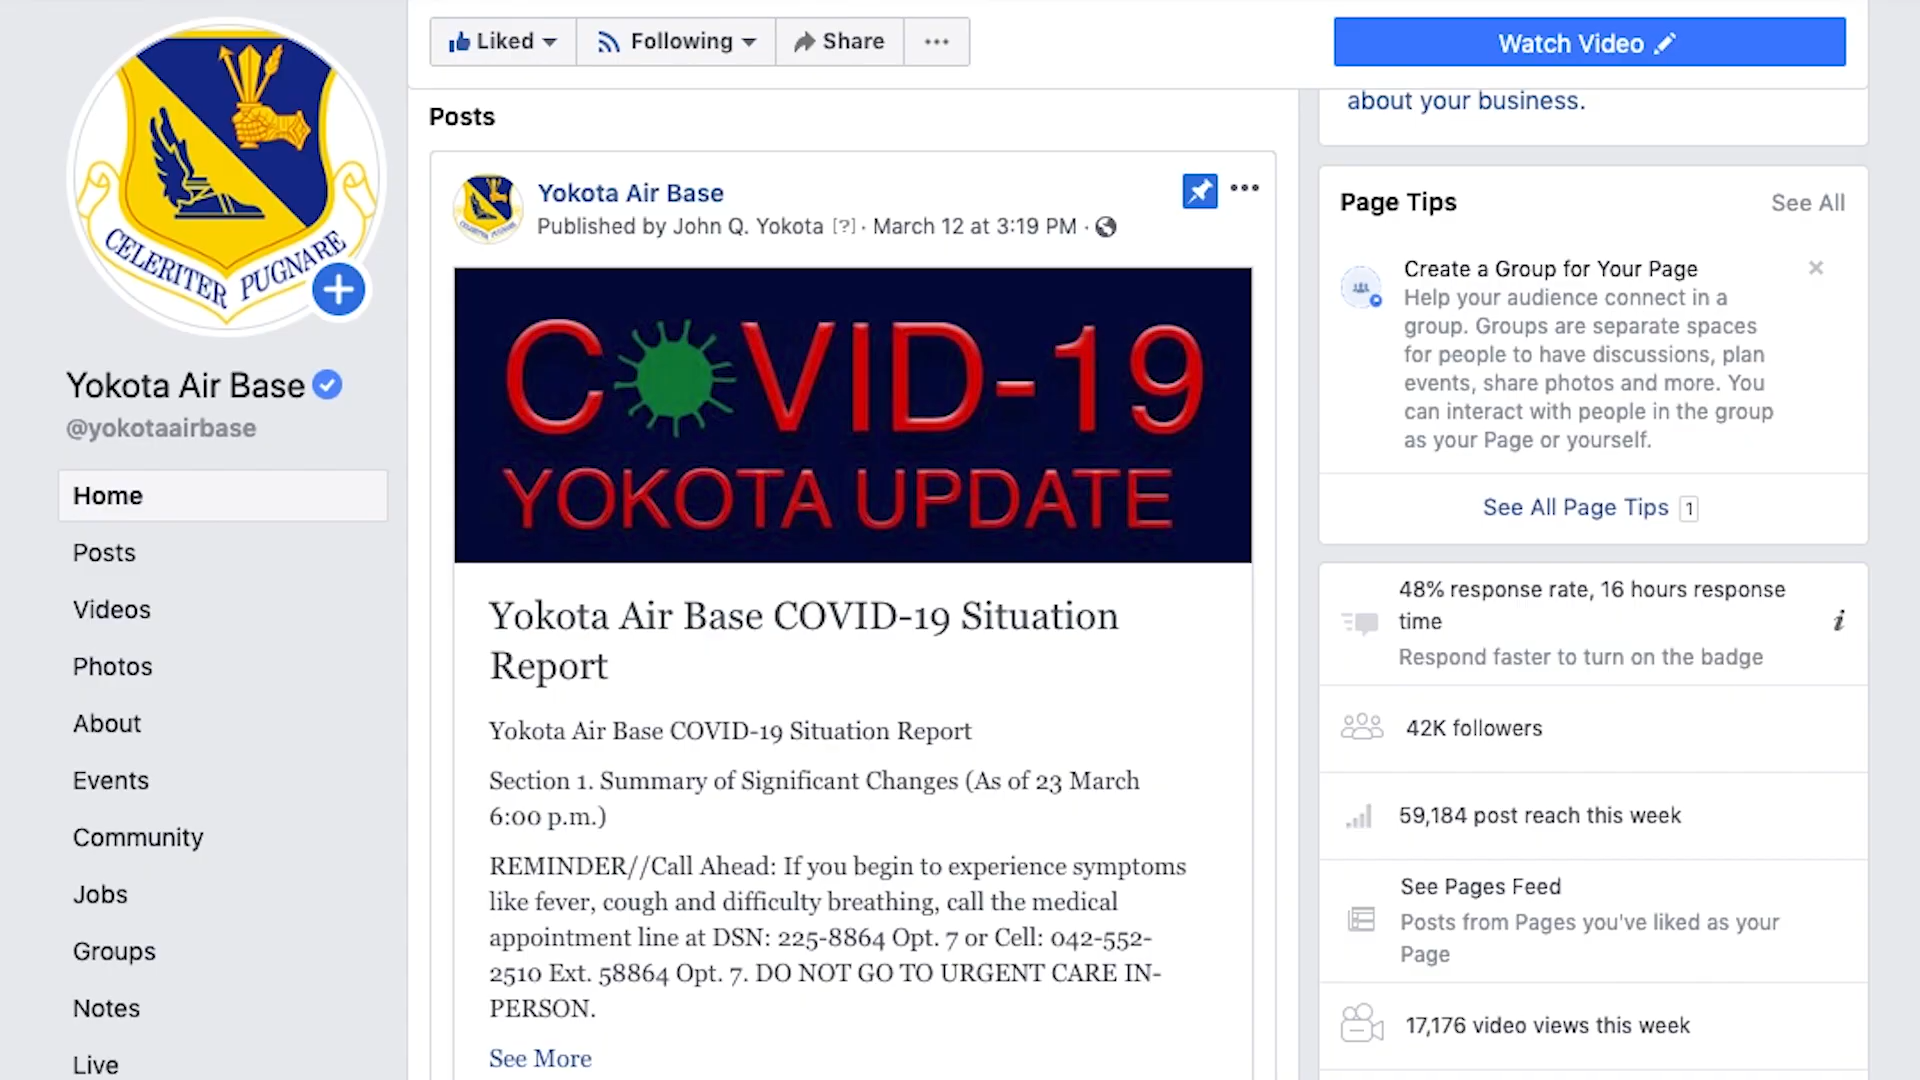 Liked
Following
Share
Watch Video
CELERITER PUGNARE
Yokota Air Base
@yokotaairbase
Home
Posts
Videos
Photos
About
Events
Community
Jobs
Groups
Notes
Live
Posts
Yokota Air Base
Published by John Q. Yokota [?] · March 12 at 3:19 PM ·
COVID-19
YOKOTA UPDATE
Yokota Air Base COVID-19 Situation
Report
Yokota Air Base COVID-19 Situation Report
Section 1. Summary of Significant Changes (As of 23 March
6:00 p.m.)
REMINDER//Call Ahead: If you begin to experience symptoms
like fever, cough and difficulty breathing, call the medical
appointment line at DSN: 225-8864 Opt. 7 or Cell: 042-552-
2510 Ext. 58864 Opt. 7. DO NOT GO TO URGENT CARE IN-
PERSON.
See More
about your business.
Page Tips
See All
Create a Group for Your Page
Help your audience connect in a
group. Groups are separate spaces
for people to have discussions, plan
events, share photos and more. You
can interact with people in the group
as your Page or yourself.
See All Page Tips 1
48% response rate, 16 hours response
time
Respond faster to turn on the badge
42K followers
59,184 post reach this week
See Pages Feed
Posts from Pages you've liked as your
Page
17,176 video views this week